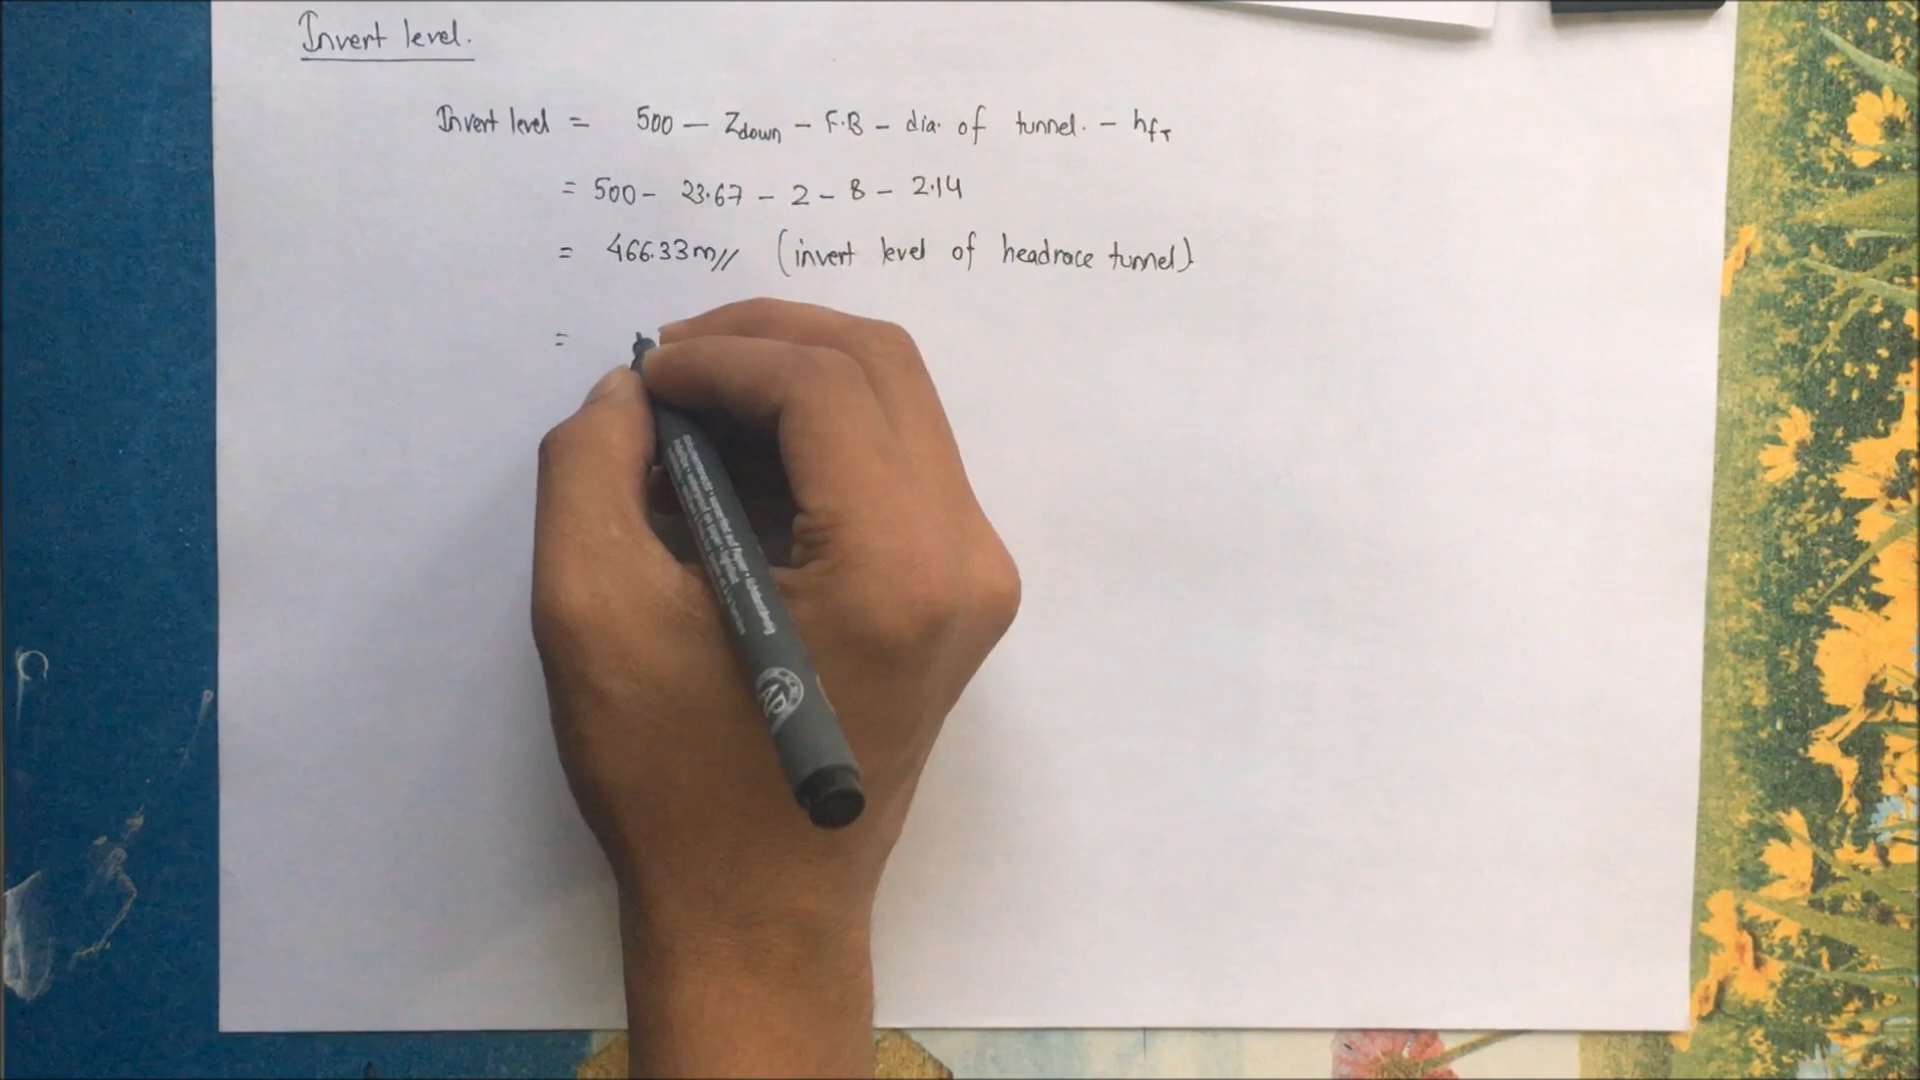 Invert level.
Invert level = 500 - Zdown - F.B - dia. of tunnel. - hfT
= 500 - 23.67 - 2 - 8 - 2.14
= 466.33m// (invert level of headrace tunnel)
=